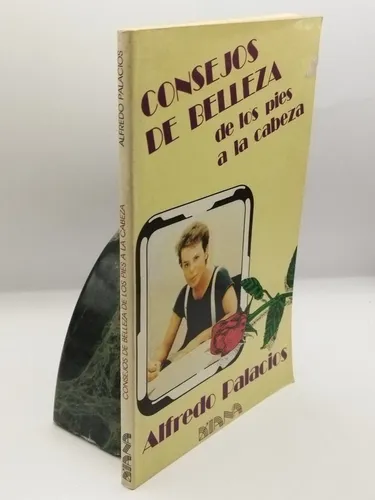 CONSEJOS
DE BELLEZA
de los pies
a la cabeza
Alfredo Palacios
CONSEJOS DE BELLEZA DE LOS PIES A LA CABEZA
ALFREDO PALACIOS